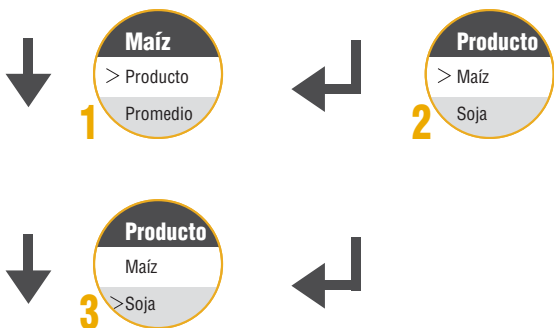 Maíz
> Producto
Promedio
1
Producto
> Maíz
Soja
2
Producto
Maíz
>Soja
3